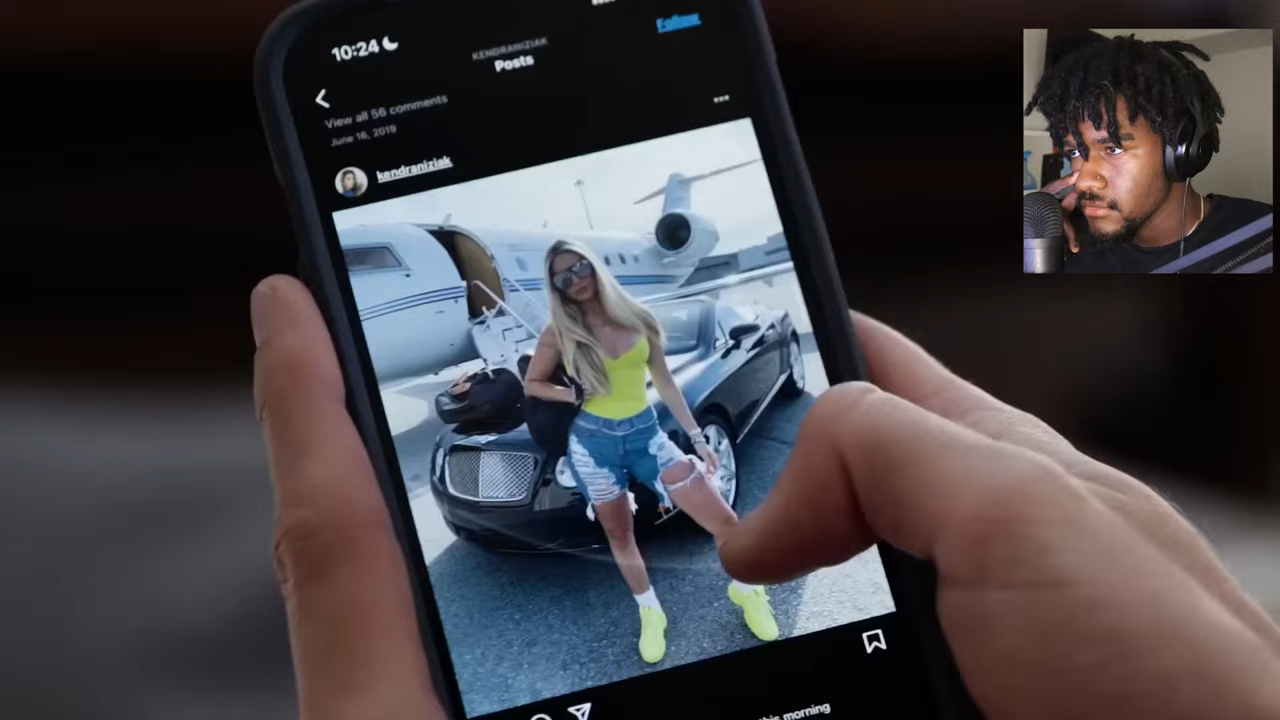 10:24
Follow
KENDRANIZIAK
Posts
View all 56 comments
June 16, 2019
kendraniziak
this morning